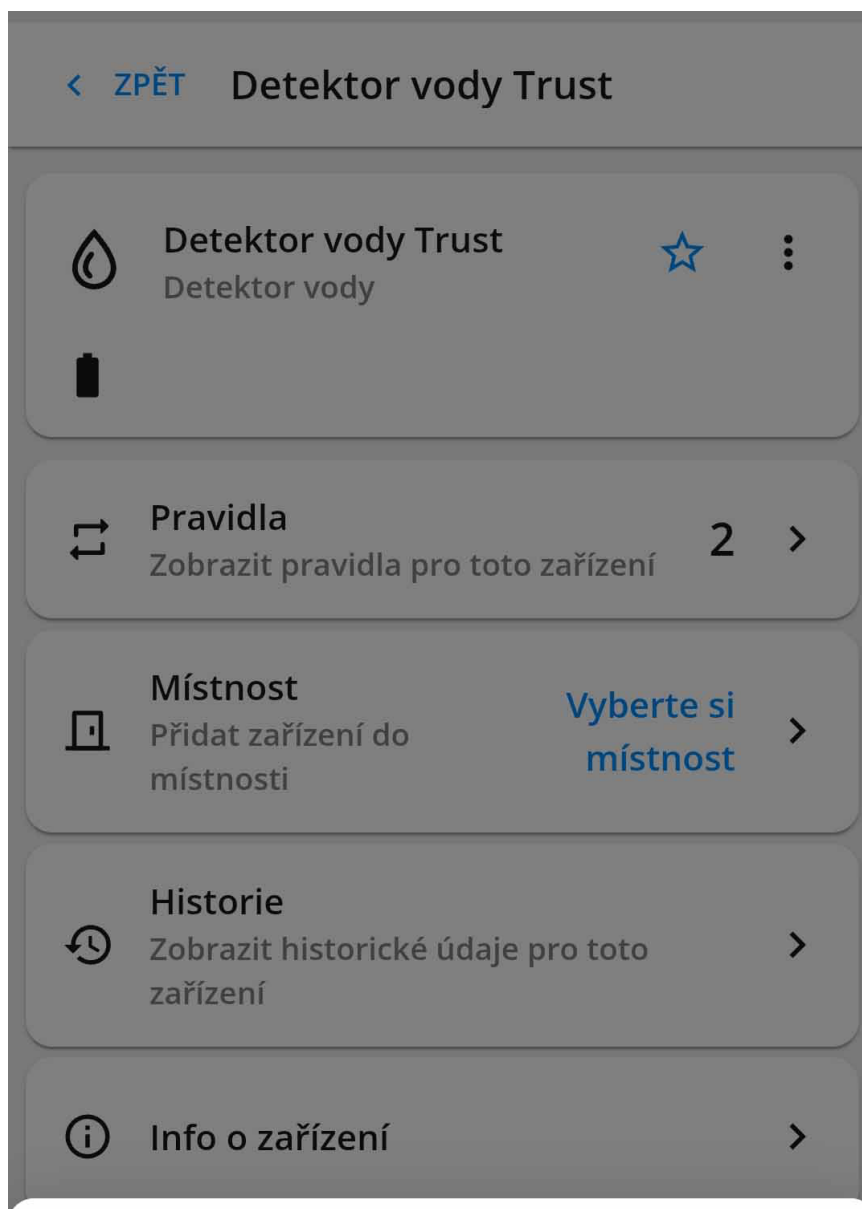 ZPĚT Detektor vody Trust
Detektor vody Trust
Detektor vody
Pravidla
Zobrazit pravidla pro toto zařízení
2
Místnost
Přidat zařízení do
místnosti
Vyberte si
místnost
Historie
Zobrazit historické údaje pro toto
zařízení
Info o zařízení